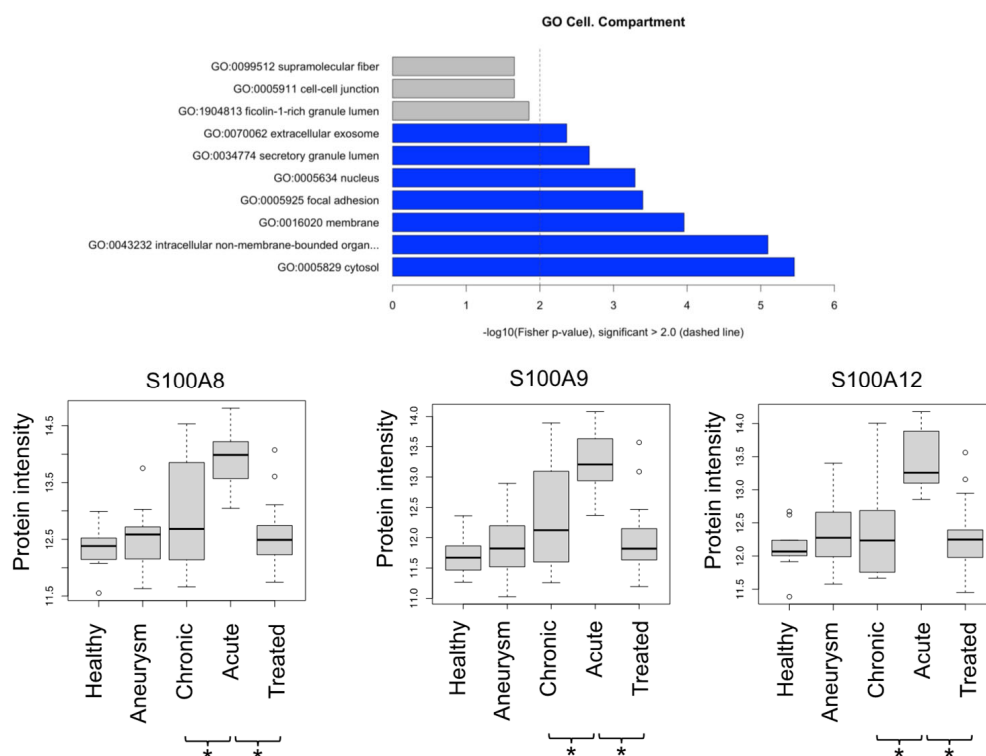 GO Cell. Compartment
GO:0099512 supramolecular fiber
GO:0005911 cell-cell junction
GO:1904813 ficolin-1-rich granule lumen
GO:0070062 extracellular exosome
GO:0034774 secretory granule lumen
GO:0005634 nucleus
GO:0005925 focal adhesion
GO:0016020 membrane
GO:0043232 intracellular non-membrane-bounded organ...
GO:0005829 cytosol
0 1 2 3 4 5 6
-log10(Fisher p-value), significant > 2.0 (dashed line)
S100A8
Protein intensity
14.5
13.5
12.5
11.5
Healthy
Aneurysm
Chronic
Acute
Treated
* *
S100A9
Protein intensity
14.0
13.5
13.0
12.5
12.0
11.5
11.0
Healthy
Aneurysm
Chronic
Acute
Treated
* *
S100A12
Protein intensity
14.0
13.5
13.0
12.5
12.0
11.5
Healthy
Aneurysm
Chronic
Acute
Treated
* *